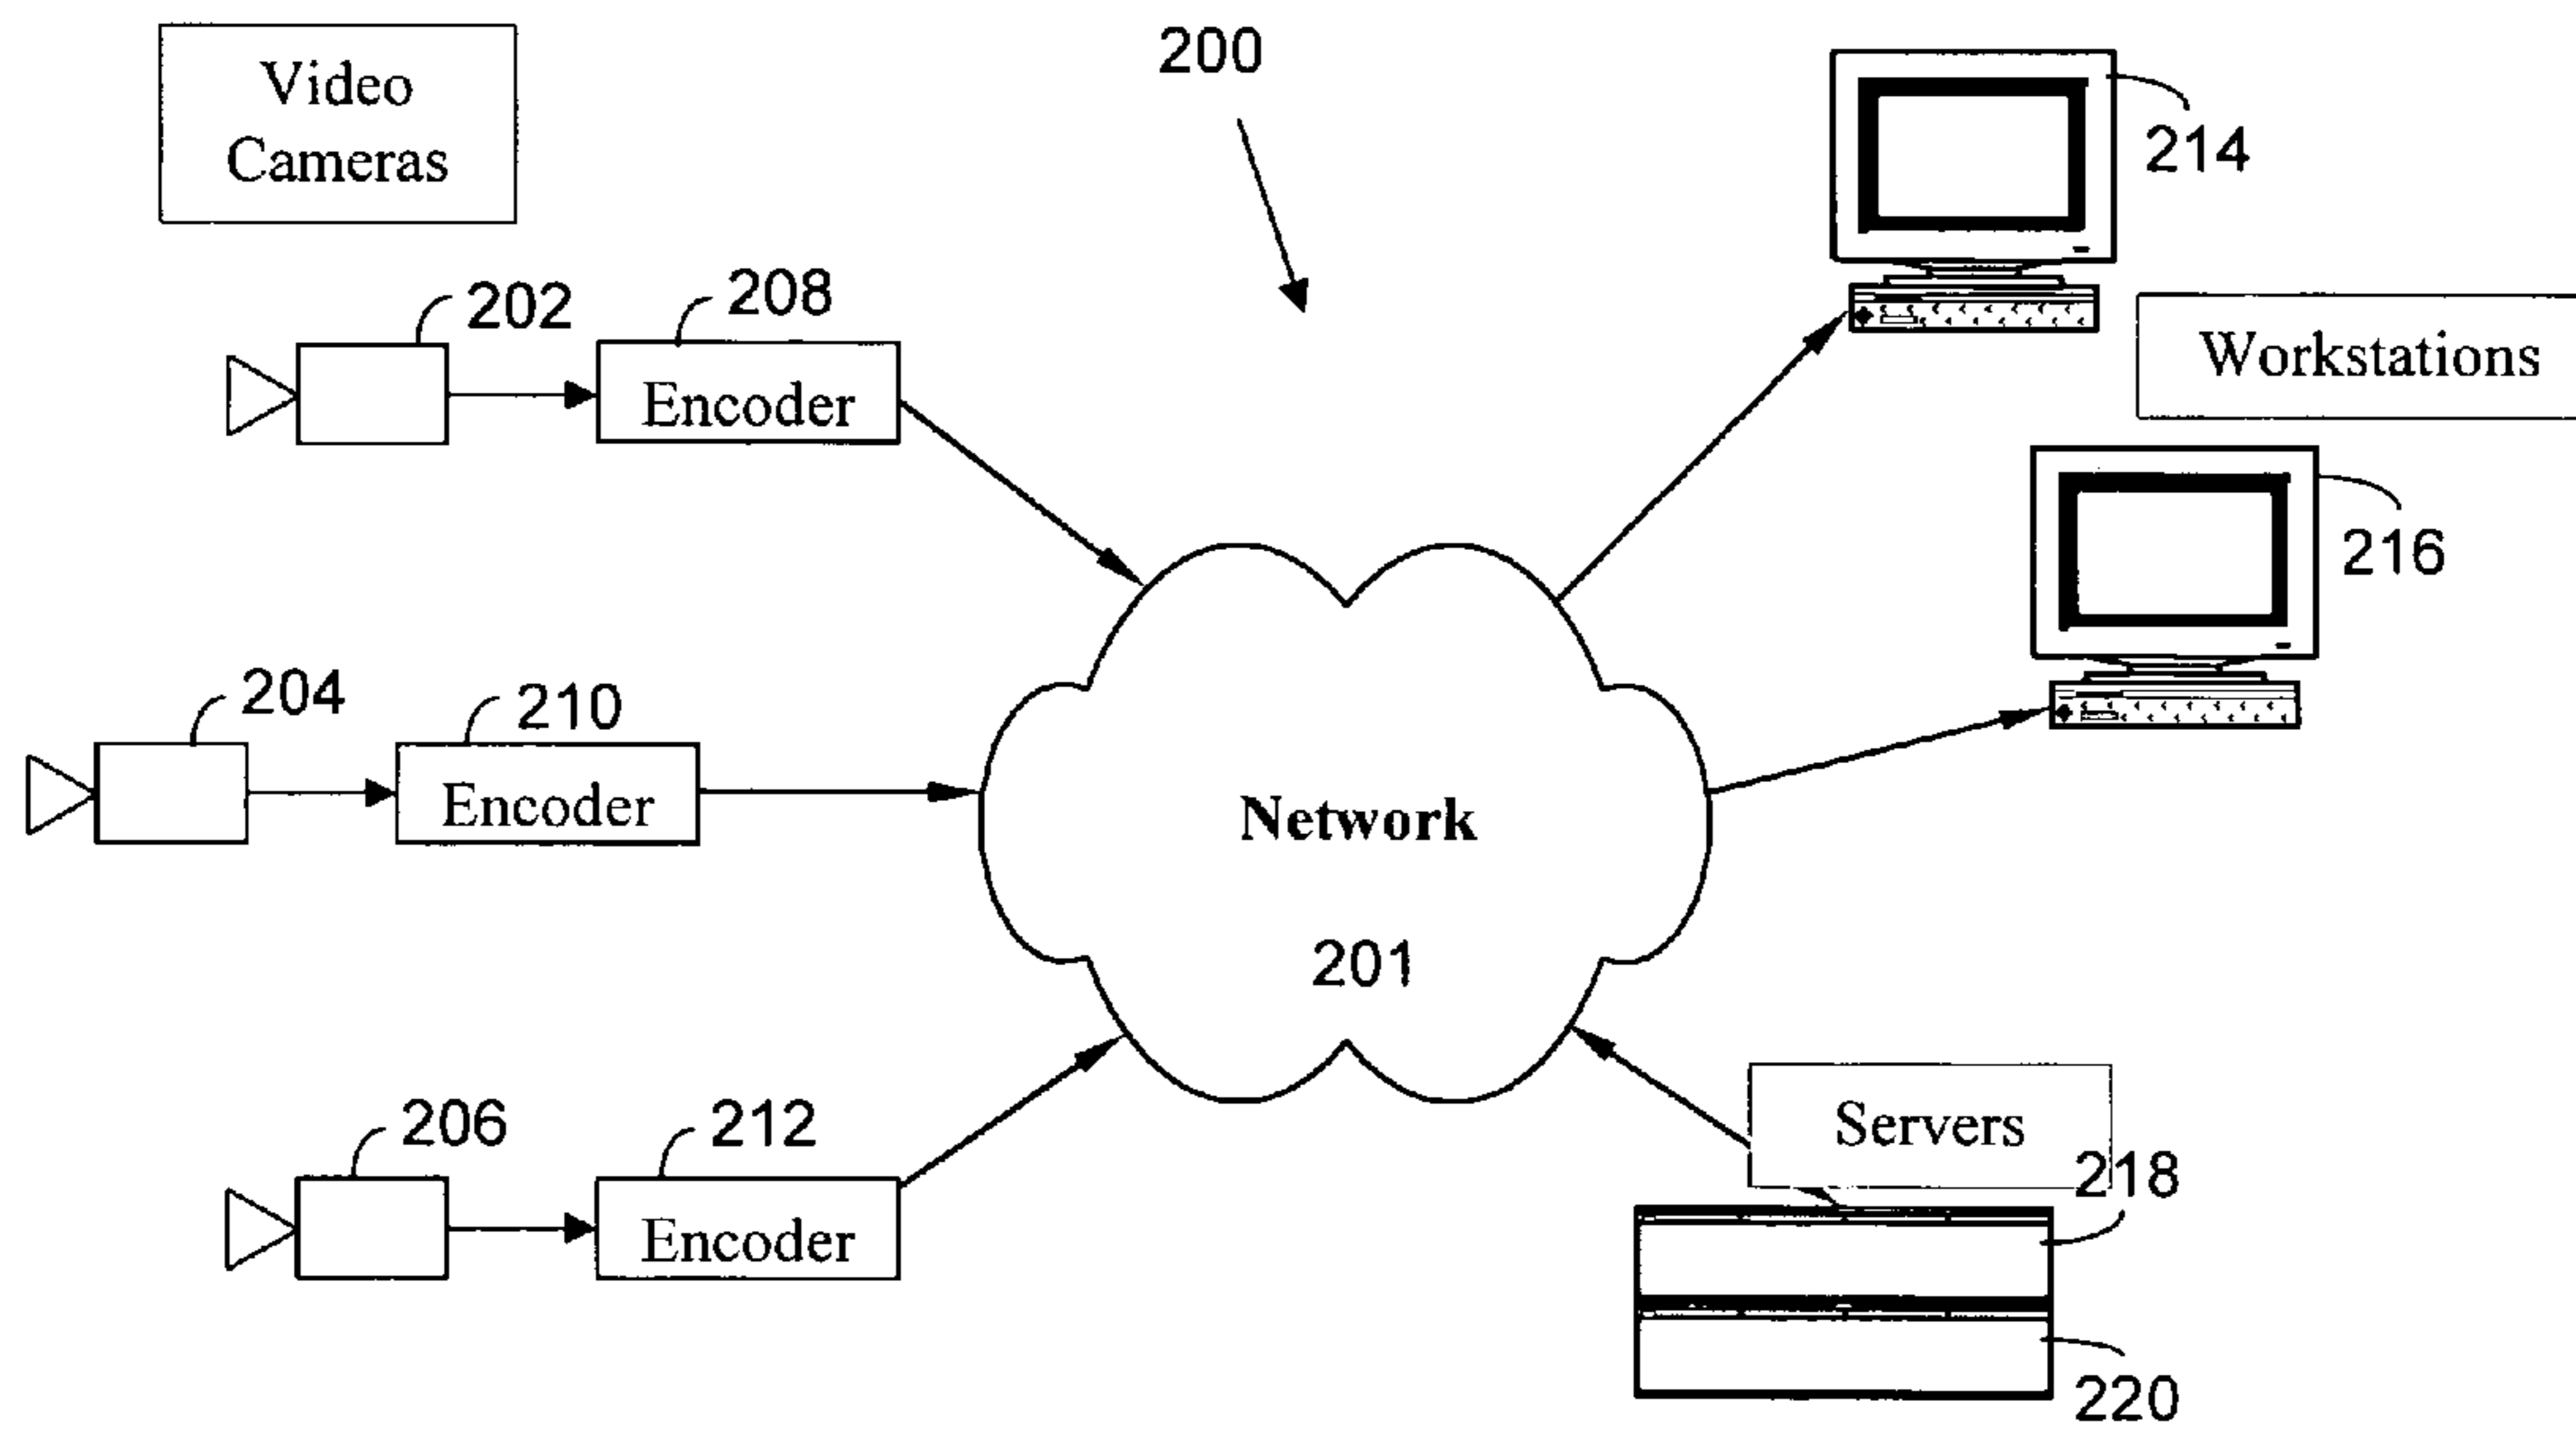 Video
Cameras
200
214
202
208
Encoder
Workstations
216
204
210
Encoder
Network
201
206
212
Encoder
Servers
218
220